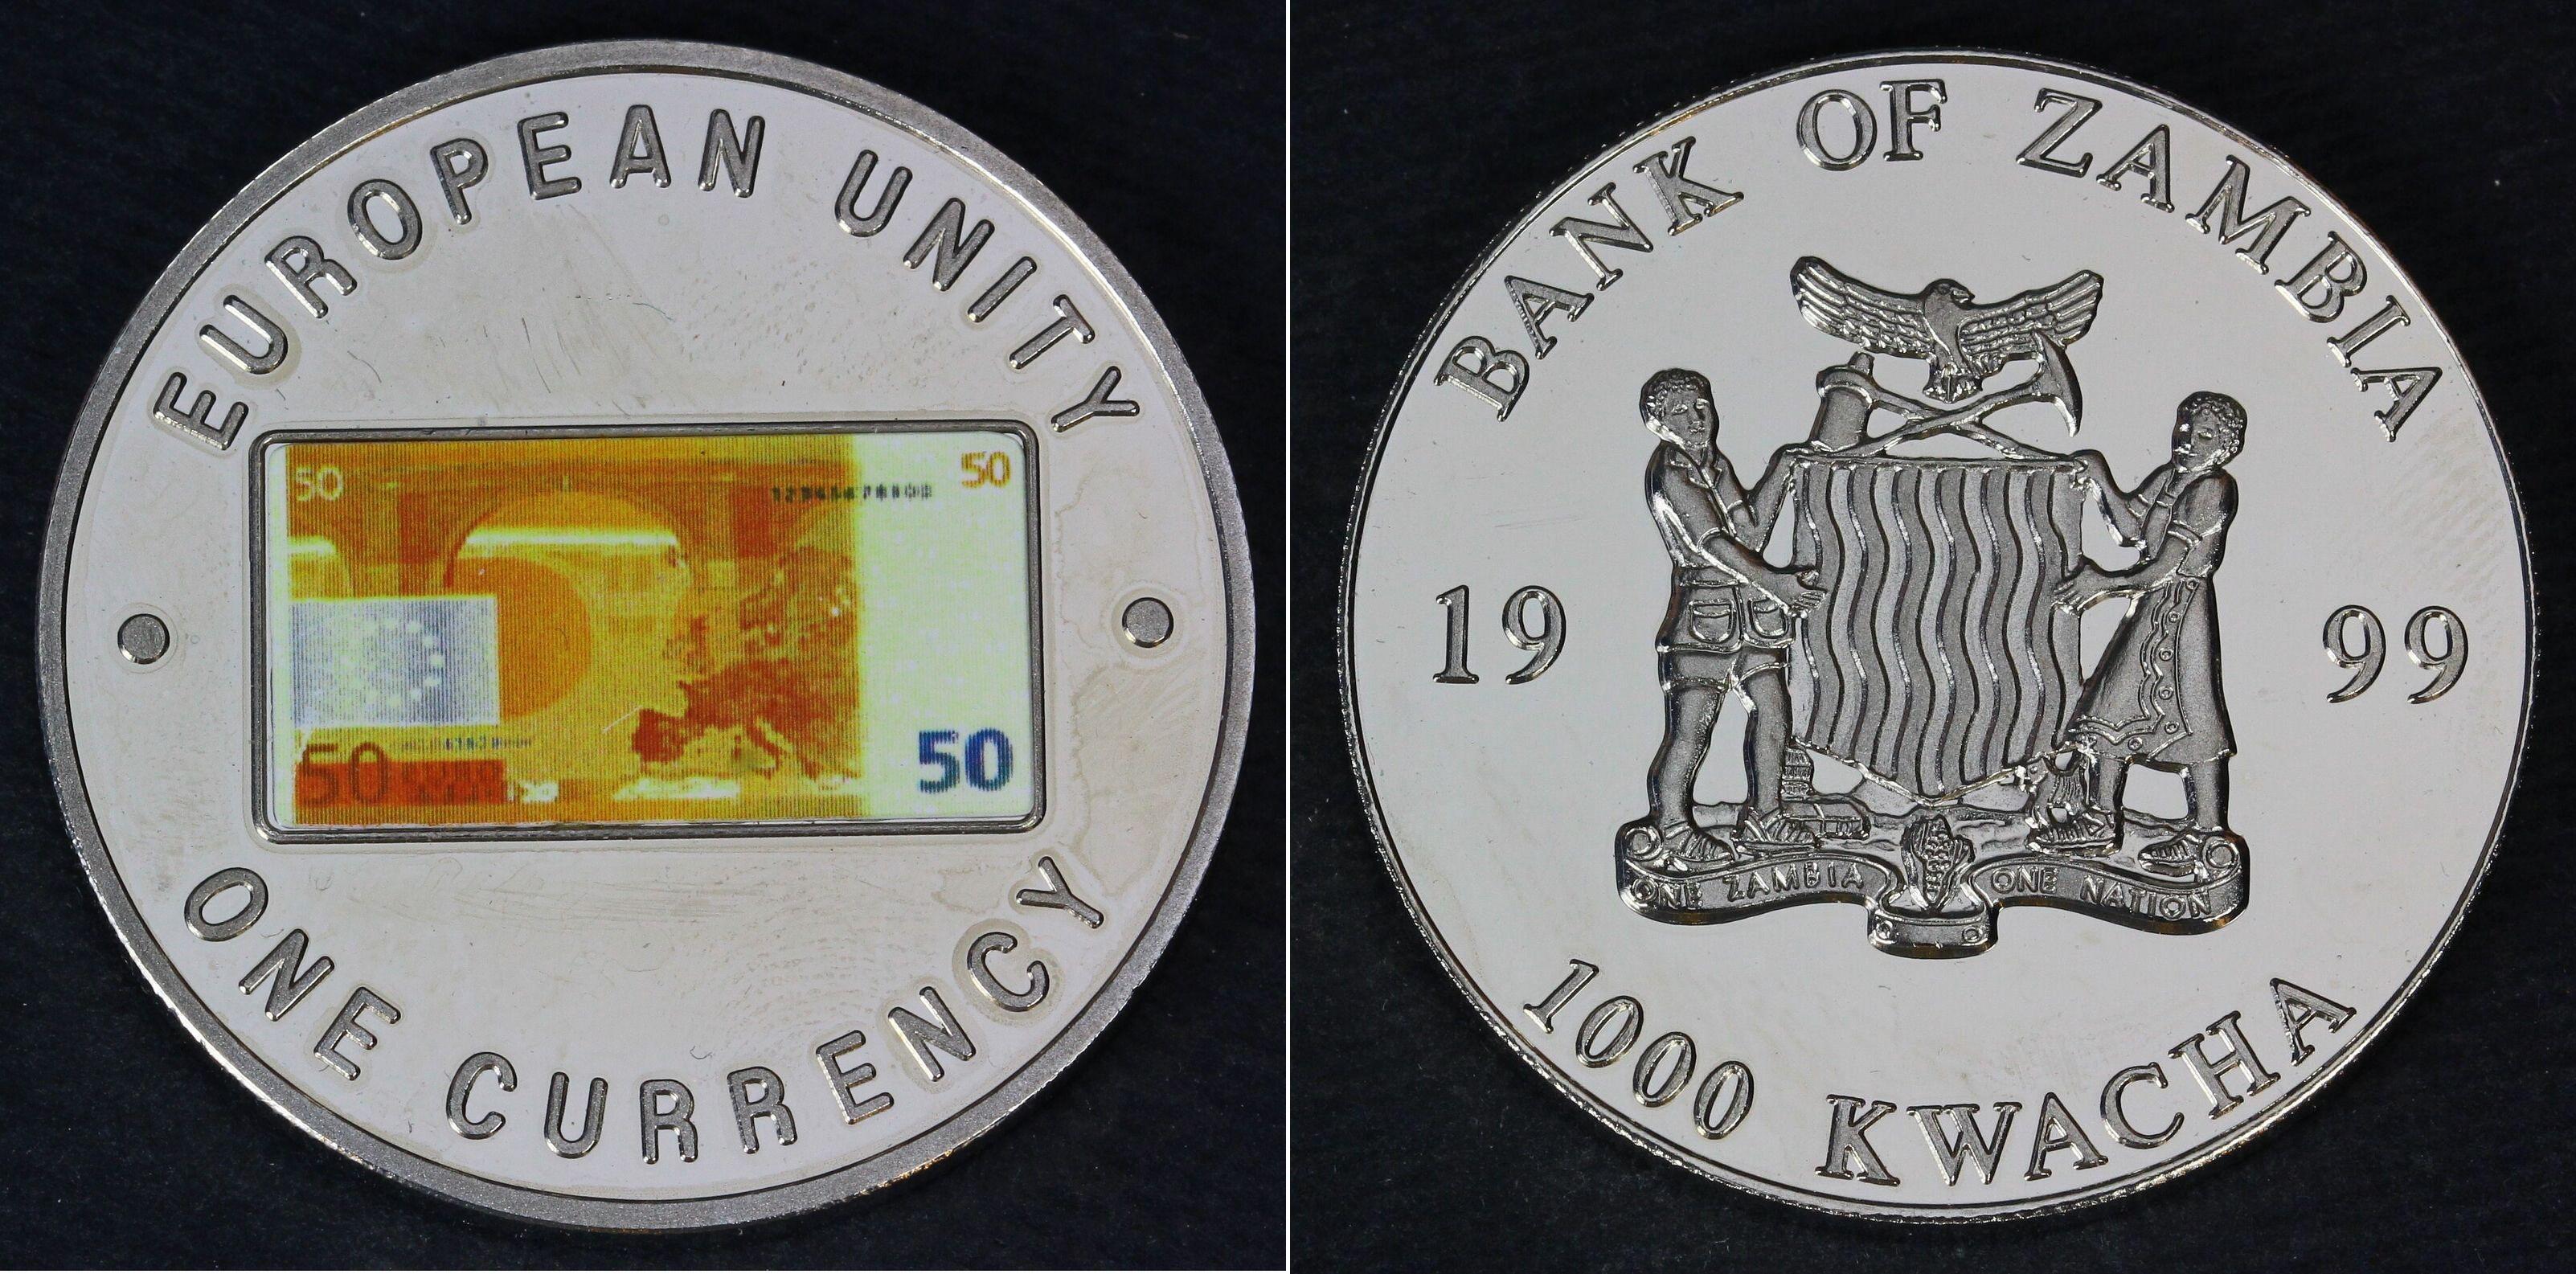 EUROPEAN UNITY
50
50
50
50
ONE CURRENCY
BANK OF ZAMBIA
19 99
ONE ZAMBIA ONE NATION
1000 KWACHA